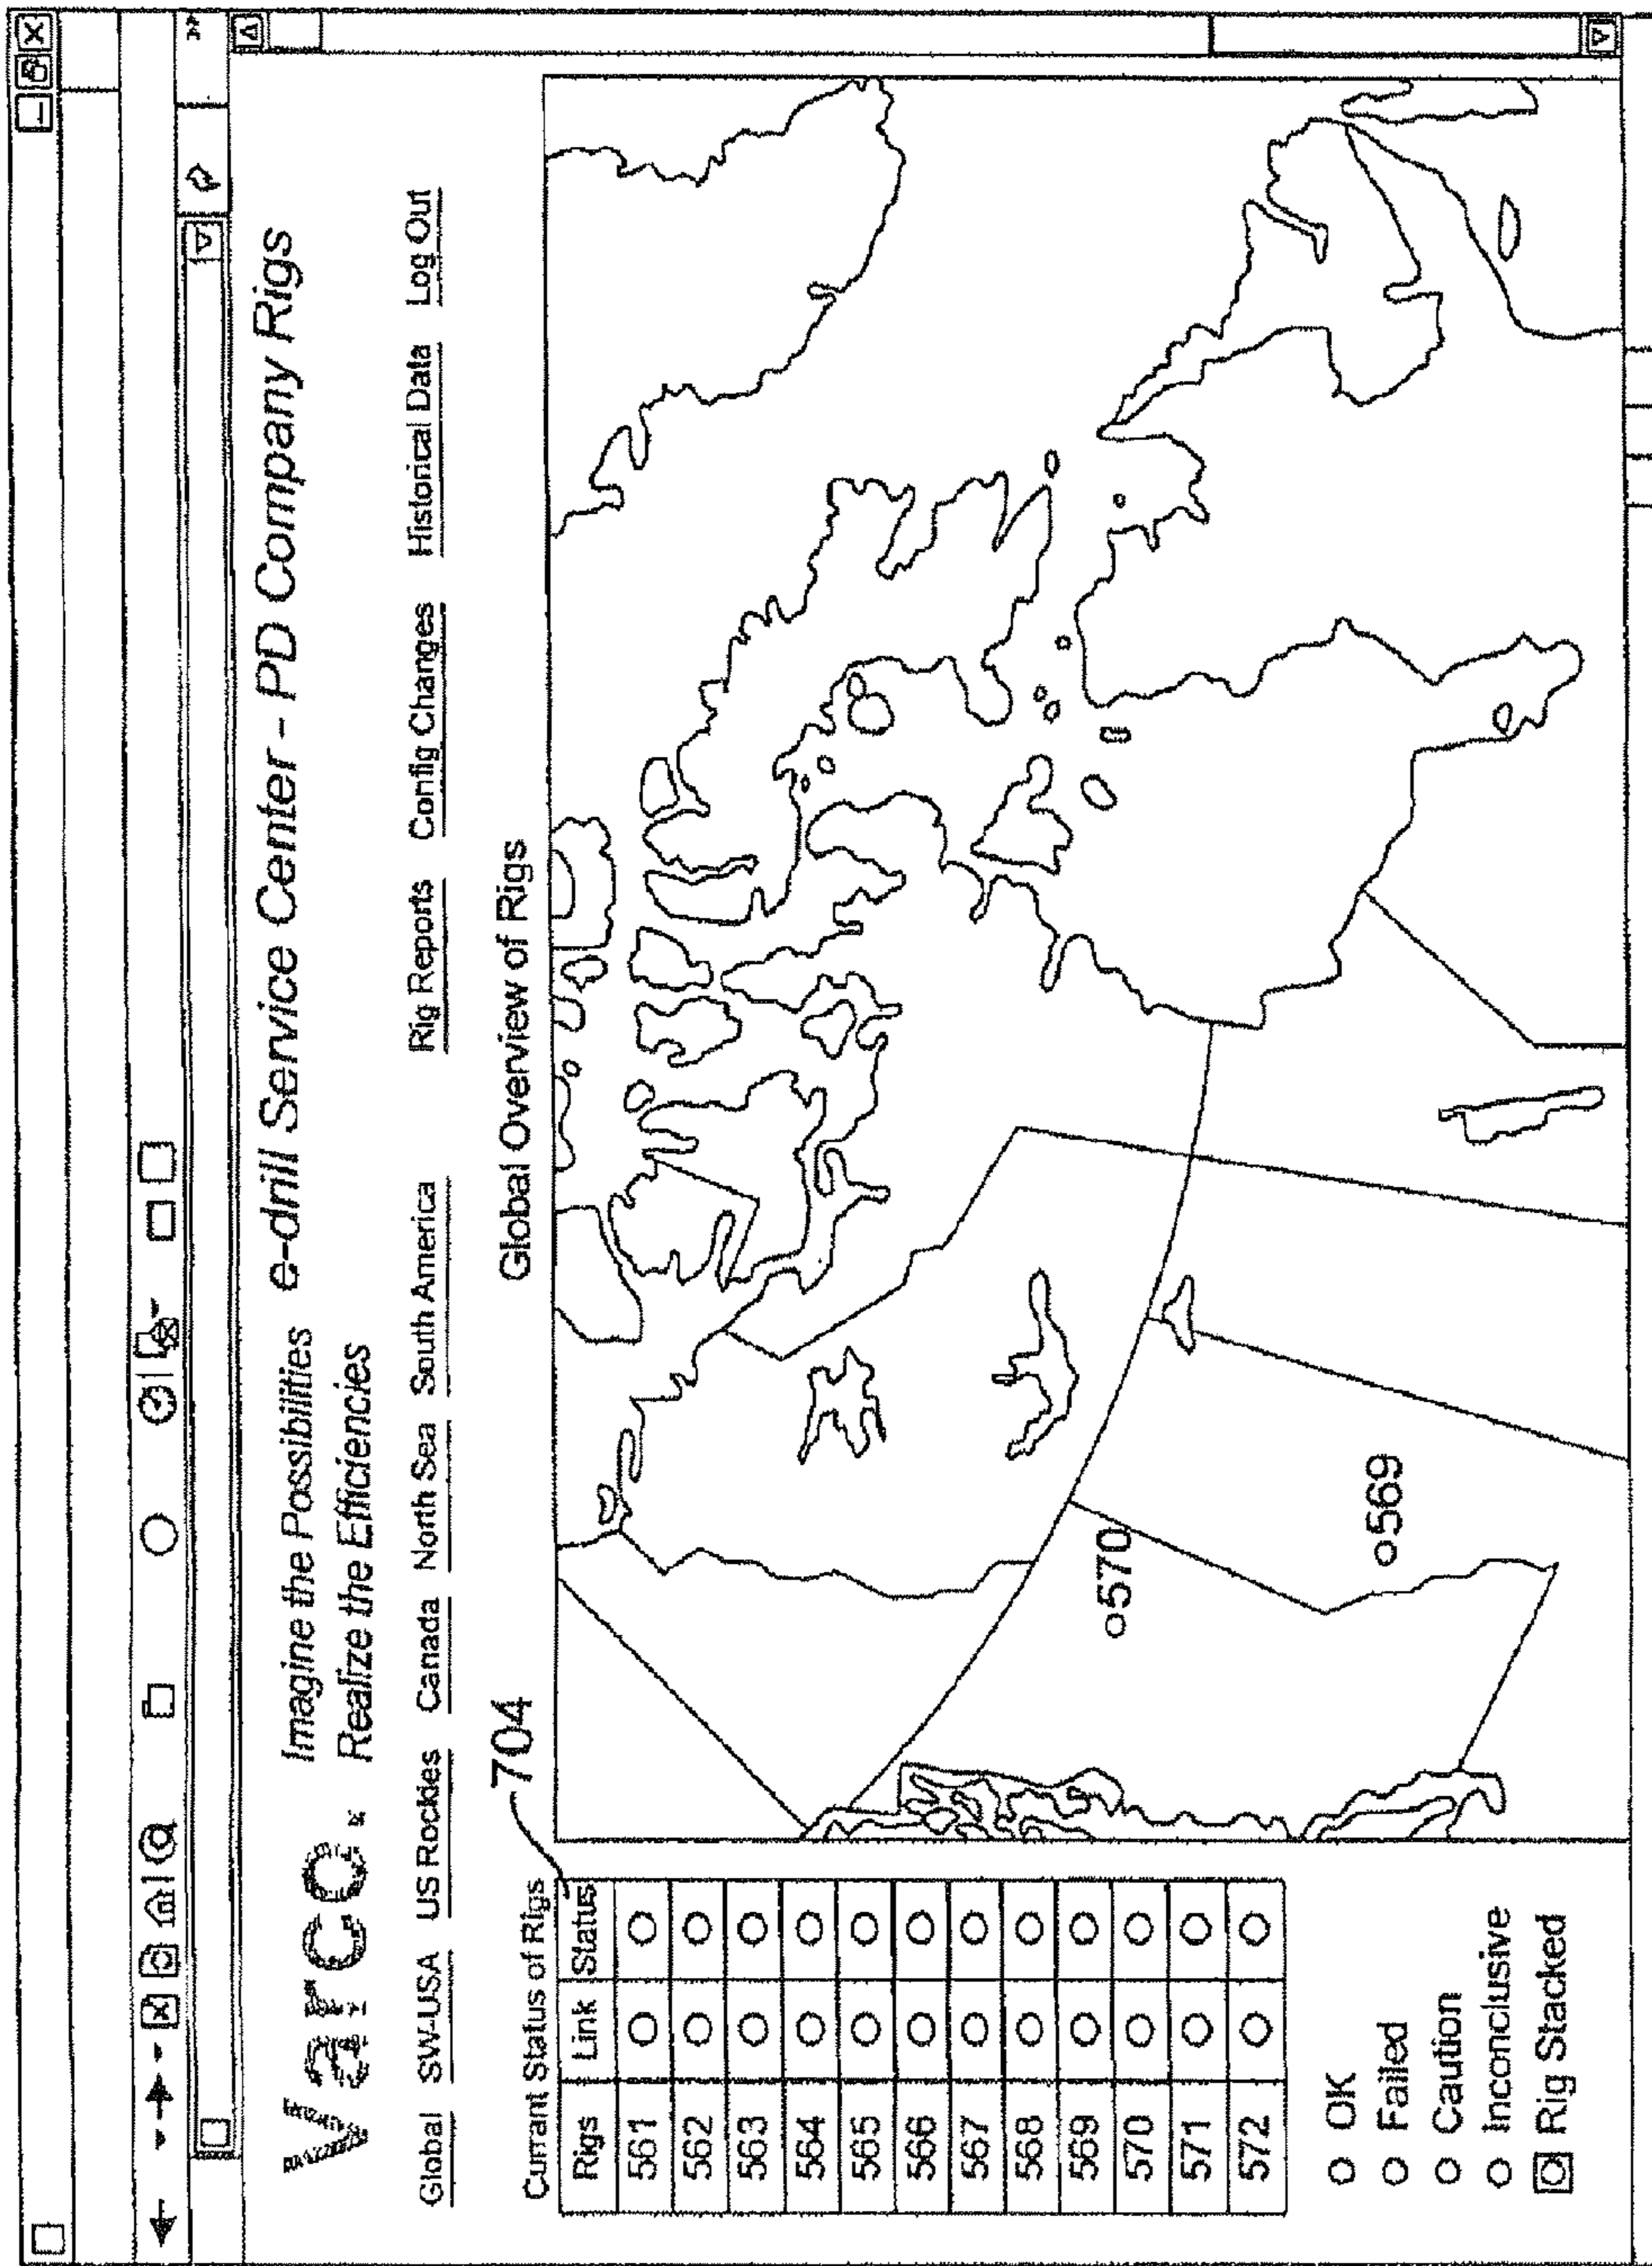 Varco. Imagine the Possibilities e-drill Service Center - PD Company Rigs
Realize the Efficiencies
Global SW-USA US Rockies Canada North Sea South America Rig Reports Config Changes Historical Data Log Out
704
Currant Status of Rigs Global Overview of Rigs
Rigs Link Status
561
562
563
564
565
566
567
568
569
570
571
572
570
569
OK
Failed
Caution
Inconclusive
Rig Stacked